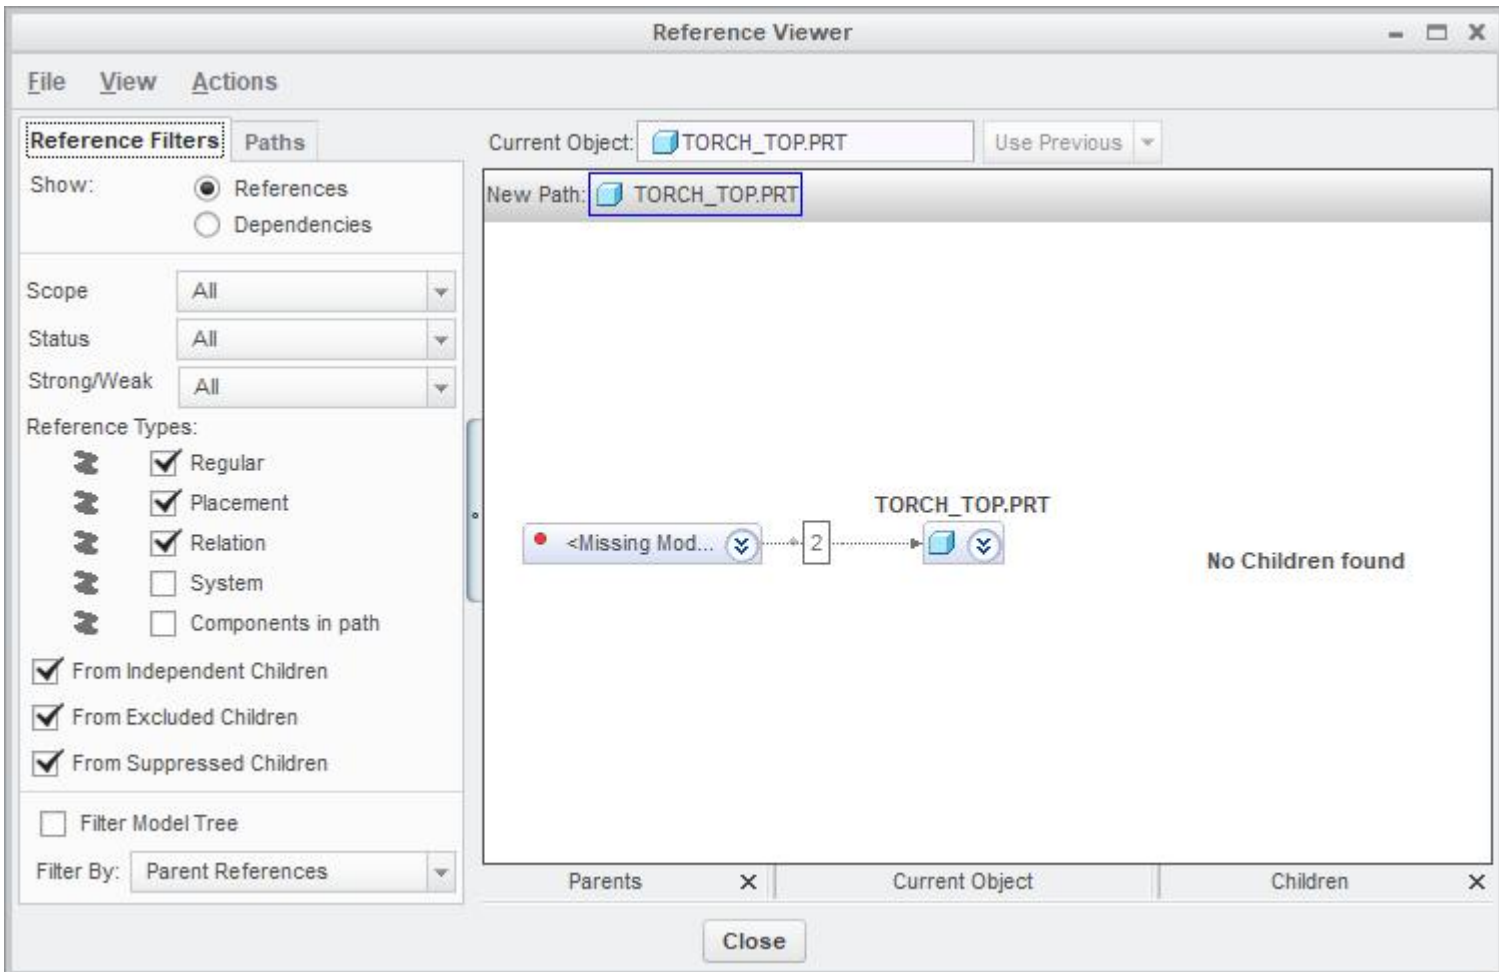 Reference Viewer
File View Actions
Reference Filters Paths
Current Object: TORCH_TOP.PRT Use Previous
Show: References
Dependencies
New Path: TORCH_TOP.PRT
Scope All
Status All
Strong/Weak All
Reference Types:
Regular
Placement
Relation
System
Components in path
From Independent Children
From Excluded Children
From Suppressed Children
Filter Model Tree
Filter By: Parent References
TORCH_TOP.PRT
<Missing Mod... 2
No Children found
Parents Current Object Children
Close